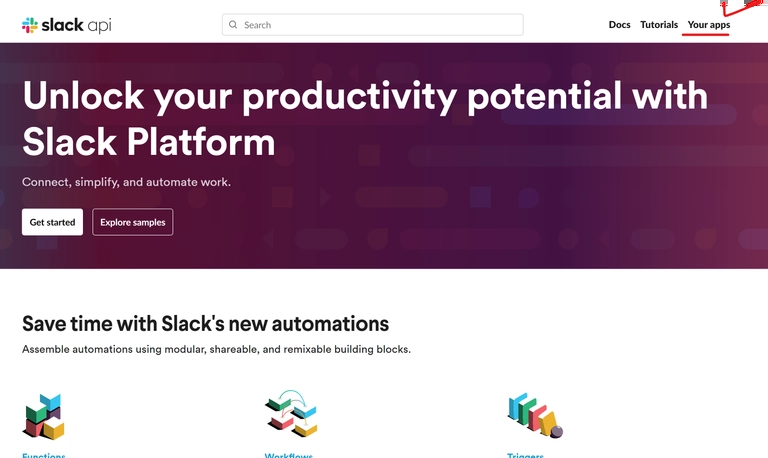 slack api
Search
Docs Tutorials Your apps
Unlock your productivity potential with
Slack Platform
Connect, simplify, and automate work.
Get started Explore samples
Save time with Slack's new automations
Assemble automations using modular, shareable, and remixable building blocks.
Functions Workflows Triggers